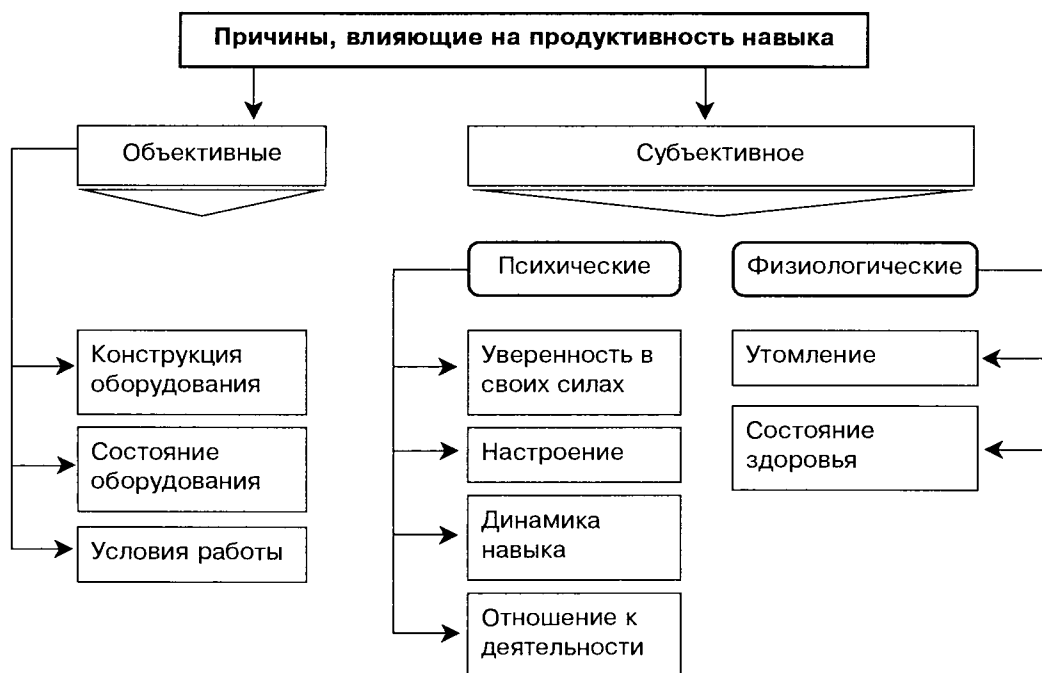 Причины, влияющие на продуктивность навыка
Объективные
Субъективное
Психические
Физиологические
Конструкция
оборудования
Состояние
оборудования
Условия работы
Уверенность в
своих силах
Настроение
Динамика
навыка
Отношение к
деятельности
Утомление
Состояние
здоровья